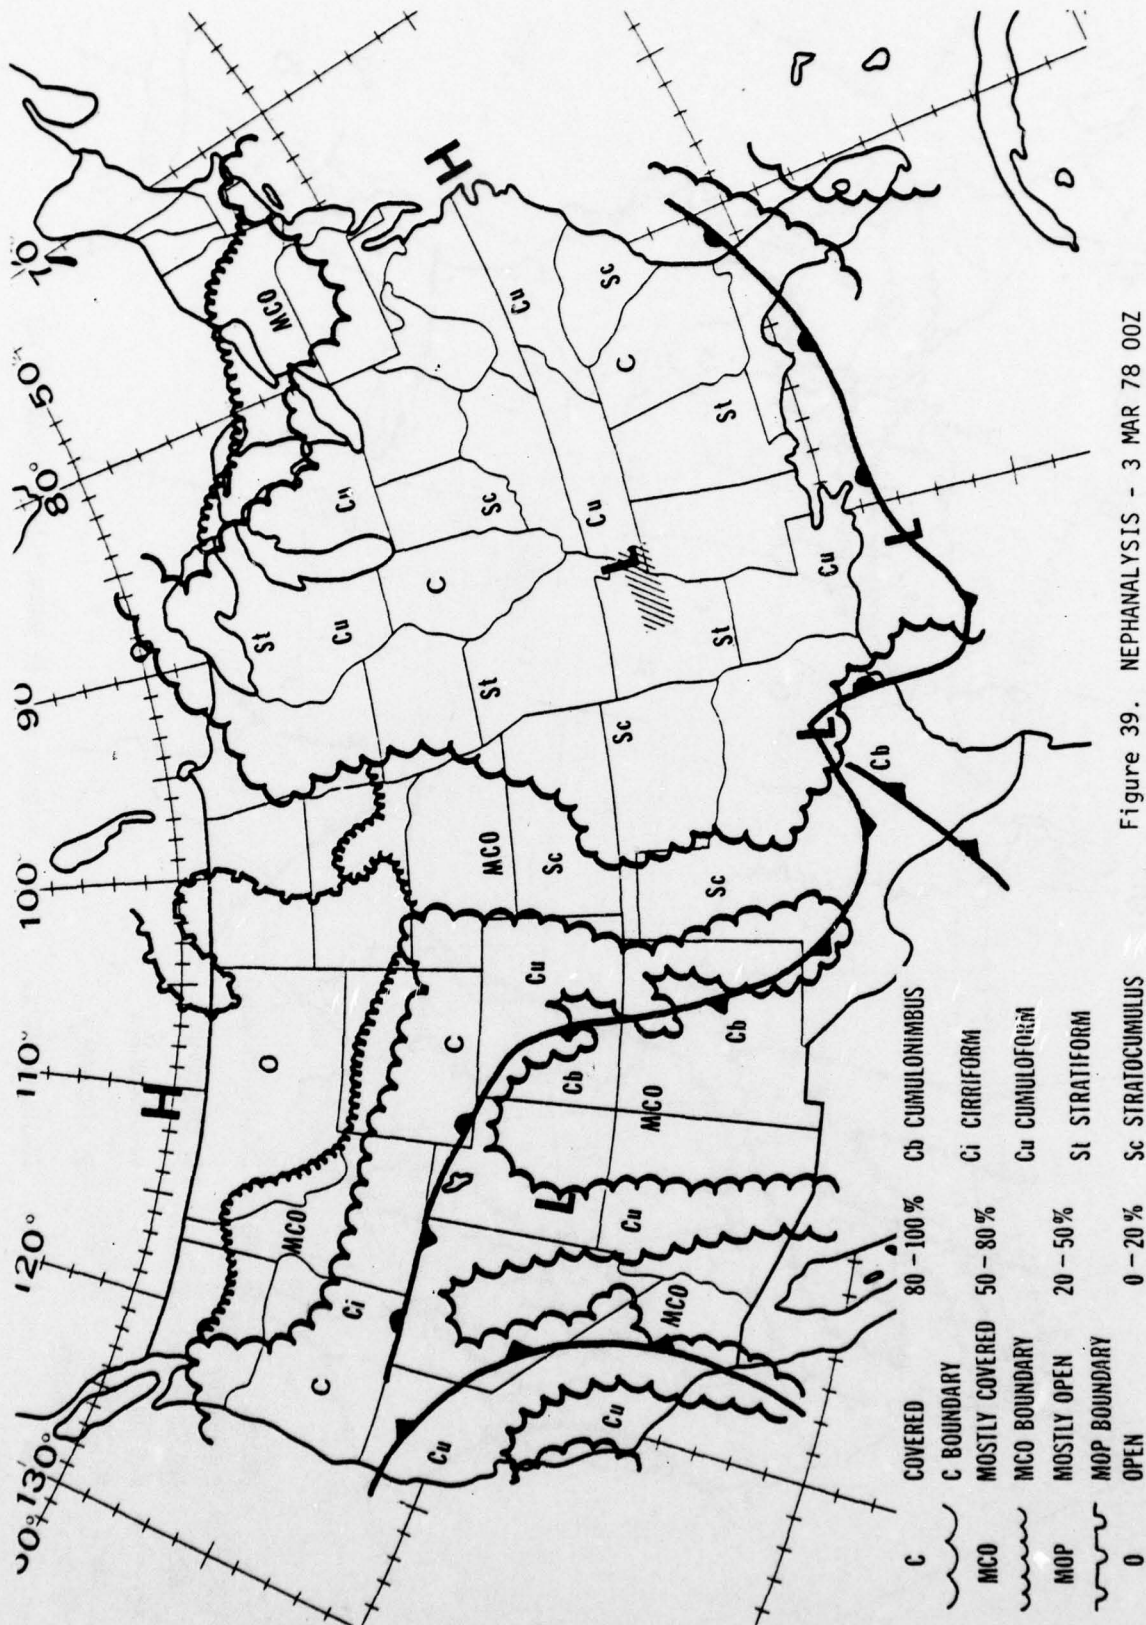 130°
120°
110°
100°
90
80°
50
70
H
H
O
MCO
MCO
St
Cu
Cu
Cu
Sc
C
Sc
Cu
C
St
C
St
Sc
St
Cu
L
L
L
Cb
MCO
Sc
Sc
Cu
C
Cb
Cb
MCO
L
Cu
MCO
Ci
C
Cu
Cu
C COVERED 80 - 100% Cb CUMULONIMBUS
C BOUNDARY
MCO MOSTLY COVERED 50 - 80% Ci CIRRIFORM
MCO BOUNDARY Cu CUMULOFORM
MOP MOSTLY OPEN 20 - 50% St STRATIFORM
MOP BOUNDARY
O OPEN 0 - 20% Sc STRATOCUMULUS
Figure 39. NEPHANALYSIS - 3 MAR 78 00Z